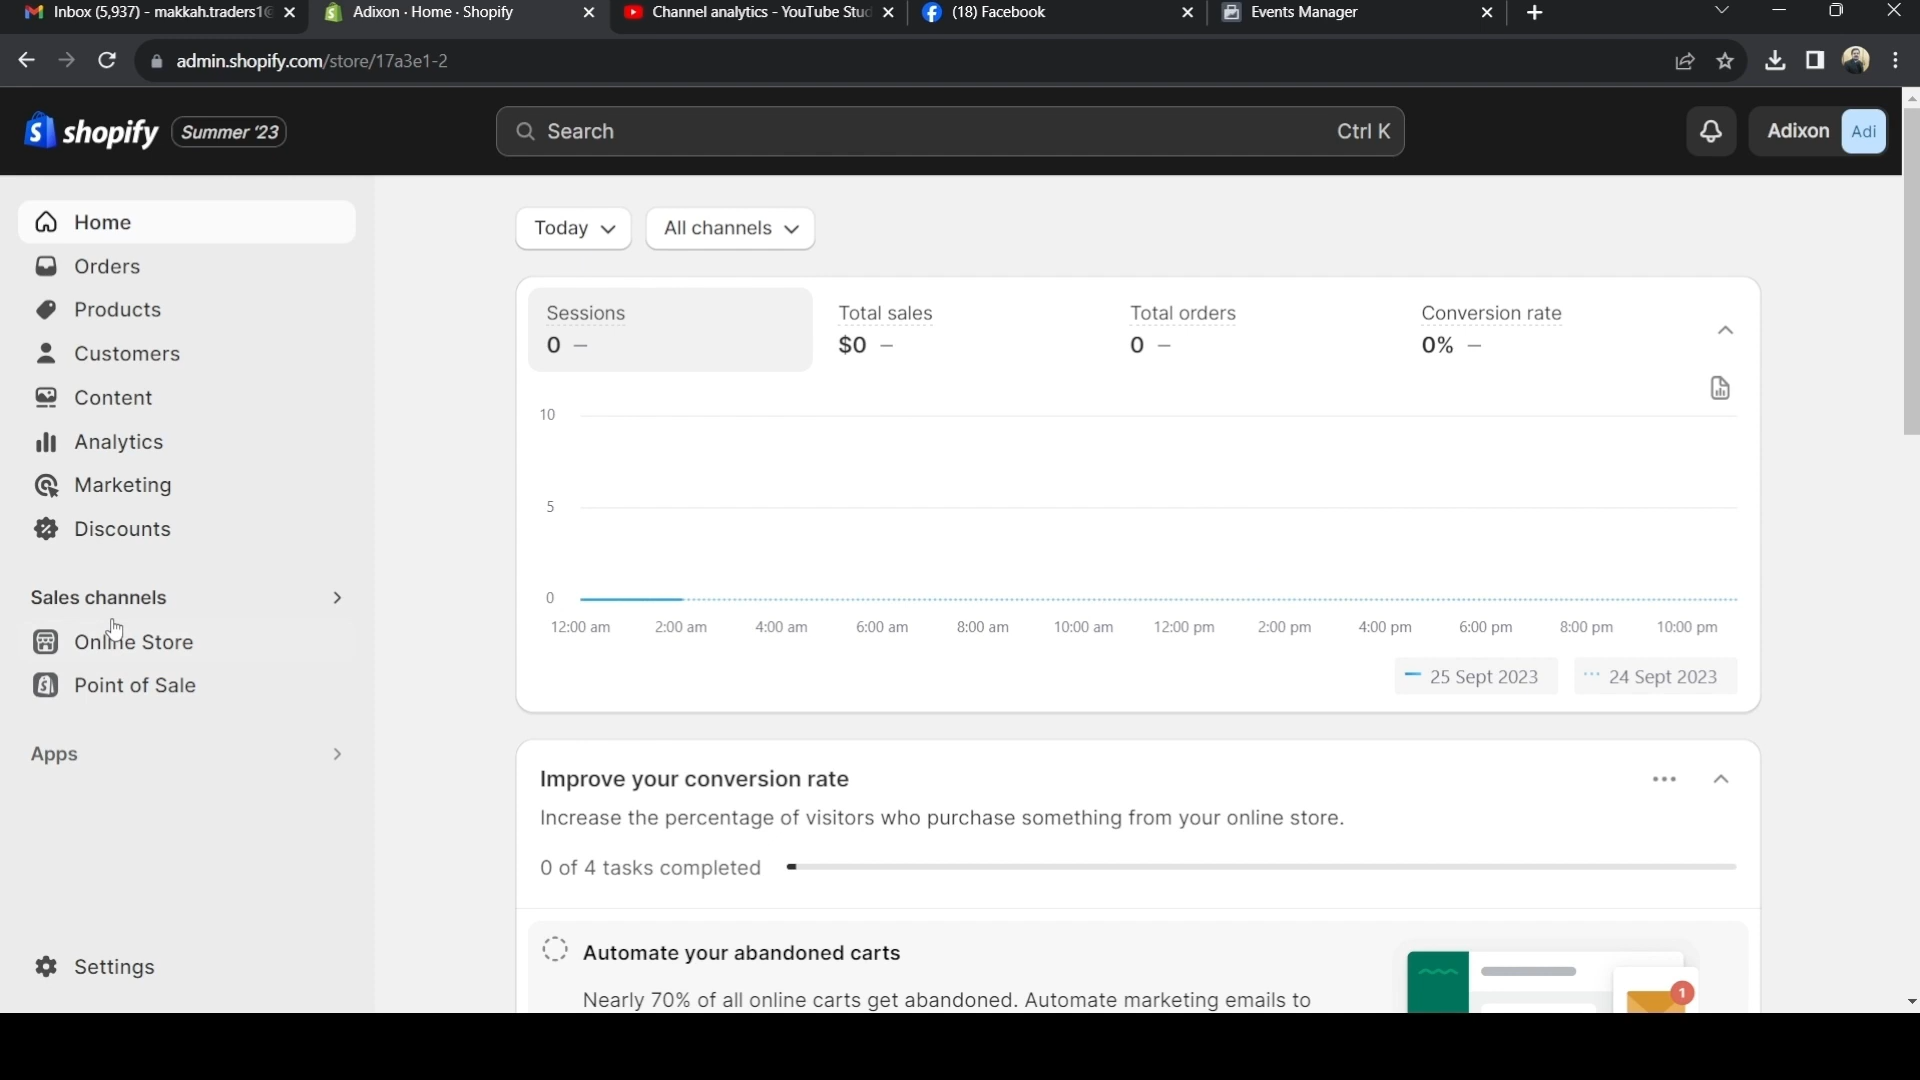 Inbox (5,937) - makkah.traders1@
Adixon · Home · Shopify
Channel analytics - YouTube Stud
(18) Facebook
Events Manager
admin.shopify.com/store/17a3e1-2
shopify
Summer '23
Search
Ctrl K
Adixon
Adi
Home
Orders
Products
Customers
Content
Analytics
Marketing
Discounts
Sales channels
Online Store
Point of Sale
Apps
Settings
Today
All channels
Sessions
0 –
Total sales
$0 –
Total orders
0 –
Conversion rate
0% –
10
5
0
12:00 am 2:00 am 4:00 am 6:00 am 8:00 am 10:00 am 12:00 pm 2:00 pm 4:00 pm 6:00 pm 8:00 pm 10:00 pm
25 Sept 2023
24 Sept 2023
Improve your conversion rate
Increase the percentage of visitors who purchase something from your online store.
0 of 4 tasks completed
Automate your abandoned carts
Nearly 70% of all online carts get abandoned. Automate marketing emails to
1